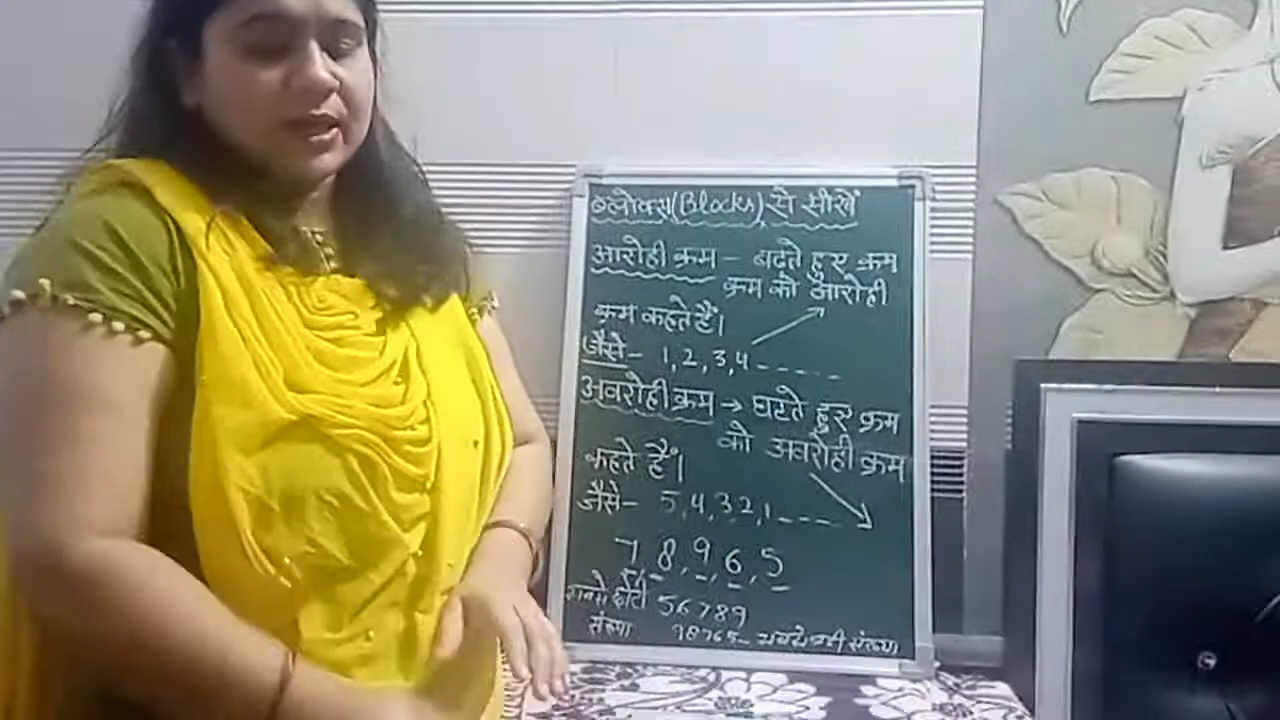 ब्लोक्स(Blocks) से सीखें
आरोही क्रम - बढ़ते हुए क्रम
क्रम को आरोही
क्रम कहते हैं।
जैसे- 1,2,3,4-----
अवरोही क्रम → घटते हुए क्रम
को अवरोही क्रम
कहते हैं।
जैसे- 5,4,3,2,1----
7,8,9,6,5
सबसे छोटी 56789
संख्या 98765- सबसे बड़ी संख्या